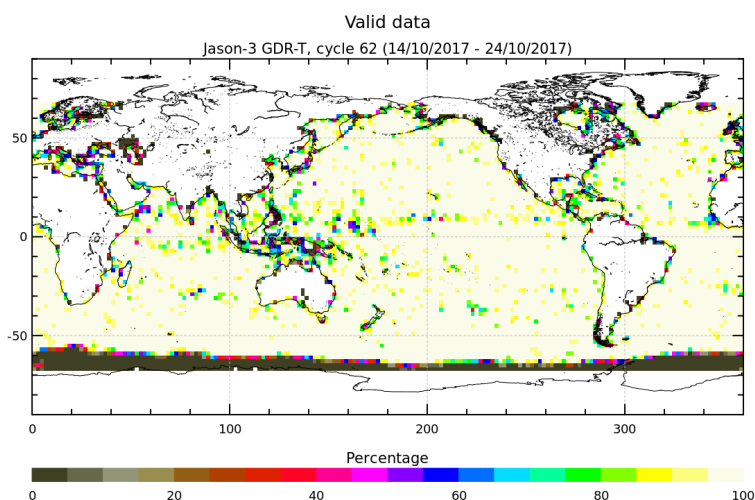 Valid data
Jason-3 GDR-T, cycle 62 (14/10/2017 - 24/10/2017)
50
0
-50
0 100 200 300
Percentage
0 20 40 60 80 100